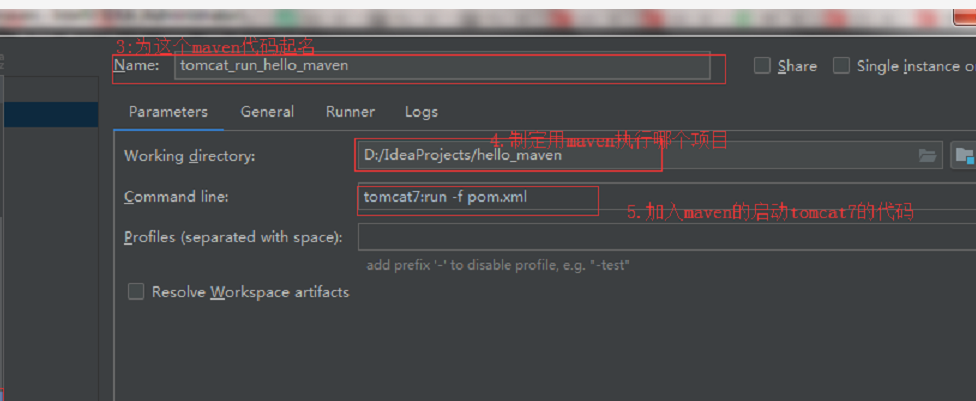 3:为这个maven代码起名
Name: tomcat_run_hello_maven Share Single instance o
Parameters General Runner Logs
4.制定用maven执行哪个项目
Working directory: D:/IdeaProjects/hello_maven
Command line: tomcat7:run -f pom.xml
5.加入maven的启动tomcat7的代码
Profiles (separated with space):
add prefix '-' to disable profile, e.g. "-test"
Resolve Workspace artifacts